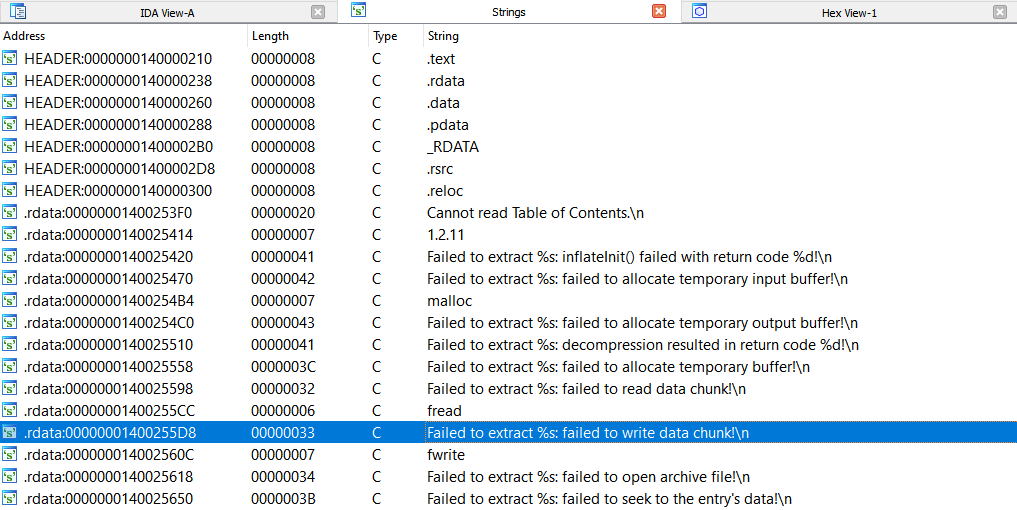 IDA View-A Strings Hex View-1
Address Length Type String
HEADER:0000000140000210 00000008 C .text
HEADER:0000000140000238 00000008 C .rdata
HEADER:0000000140000260 00000008 C .data
HEADER:0000000140000288 00000008 C .pdata
HEADER:00000001400002B0 00000008 C _RDATA
HEADER:00000001400002D8 00000008 C .rsrc
HEADER:0000000140000300 00000008 C .reloc
.rdata:00000001400253F0 00000020 C Cannot read Table of Contents.\n
.rdata:0000000140025414 00000007 C 1.2.11
.rdata:0000000140025420 00000041 C Failed to extract %s: inflateInit() failed with return code %d!\n
.rdata:0000000140025470 00000042 C Failed to extract %s: failed to allocate temporary input buffer!\n
.rdata:00000001400254B4 00000007 C malloc
.rdata:00000001400254C0 00000043 C Failed to extract %s: failed to allocate temporary output buffer!\n
.rdata:0000000140025510 00000041 C Failed to extract %s: decompression resulted in return code %d!\n
.rdata:0000000140025558 0000003C C Failed to extract %s: failed to allocate temporary buffer!\n
.rdata:0000000140025598 00000032 C Failed to extract %s: failed to read data chunk!\n
.rdata:00000001400255CC 00000006 C fread
.rdata:00000001400255D8 00000033 C Failed to extract %s: failed to write data chunk!\n
.rdata:000000014002560C 00000007 C fwrite
.rdata:0000000140025618 00000034 C Failed to extract %s: failed to open archive file!\n
.rdata:0000000140025650 0000003B C Failed to extract %s: failed to seek to the entry's data!\n